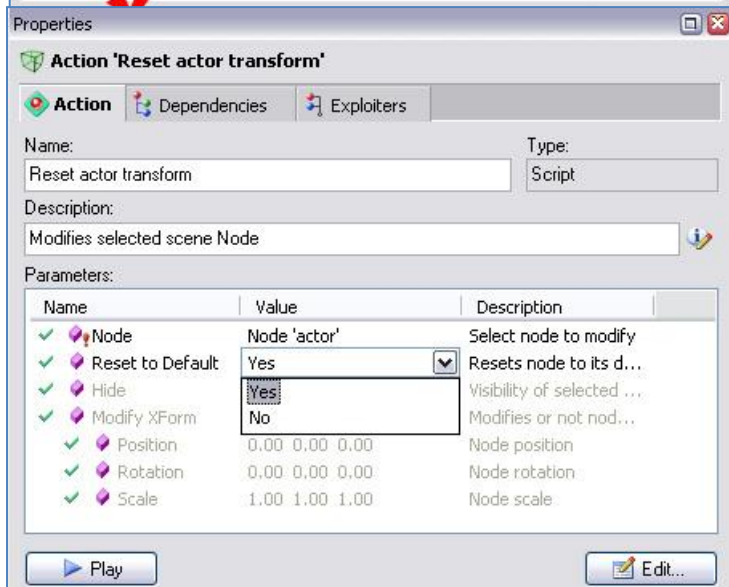 Properties
Action 'Reset actor transform'
Action Dependencies Exploiters
Name: Type:
Reset actor transform Script
Description:
Modifies selected scene Node
Parameters:
Name Value Description
Node Node 'actor' Select node to modify
Reset to Default Yes Resets node to its d...
Hide Yes Visibility of selected ...
Modify XForm No Modifies or not nod...
Position 0.00 0.00 0.00 Node position
Rotation 0.00 0.00 0.00 Node rotation
Scale 1.00 1.00 1.00 Node scale
Play Edit...